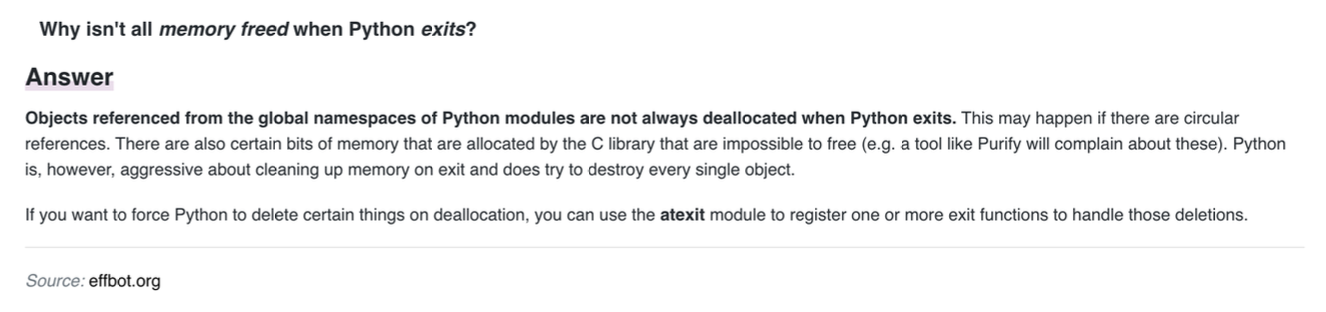 Why isn't all memory freed when Python exits?
Answer
Objects referenced from the global namespaces of Python modules are not always deallocated when Python exits. This may happen if there are circular
references. There are also certain bits of memory that are allocated by the C library that are impossible to free (e.g. a tool like Purify will complain about these). Python
is, however, aggressive about cleaning up memory on exit and does try to destroy every single object.
If you want to force Python to delete certain things on deallocation, you can use the atexit module to register one or more exit functions to handle those deletions.
Source: effbot.org